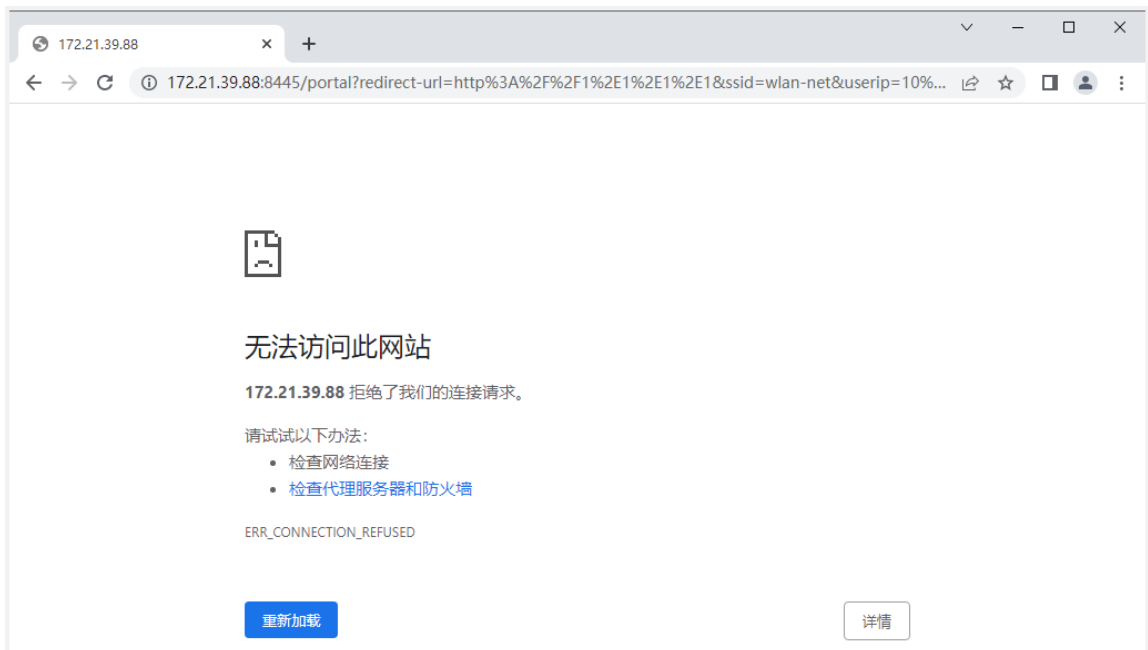 172.21.39.88
172.21.39.88:8445/portal?redirect-url=http%3A%2F%2F1%2E1%2E1%2E1&ssid=wlan-net&userip=10%...
无法访问此网站
172.21.39.88 拒绝了我们的连接请求。
请试试以下办法：
• 检查网络连接
• 检查代理服务器和防火墙
ERR_CONNECTION_REFUSED
重新加载 详情